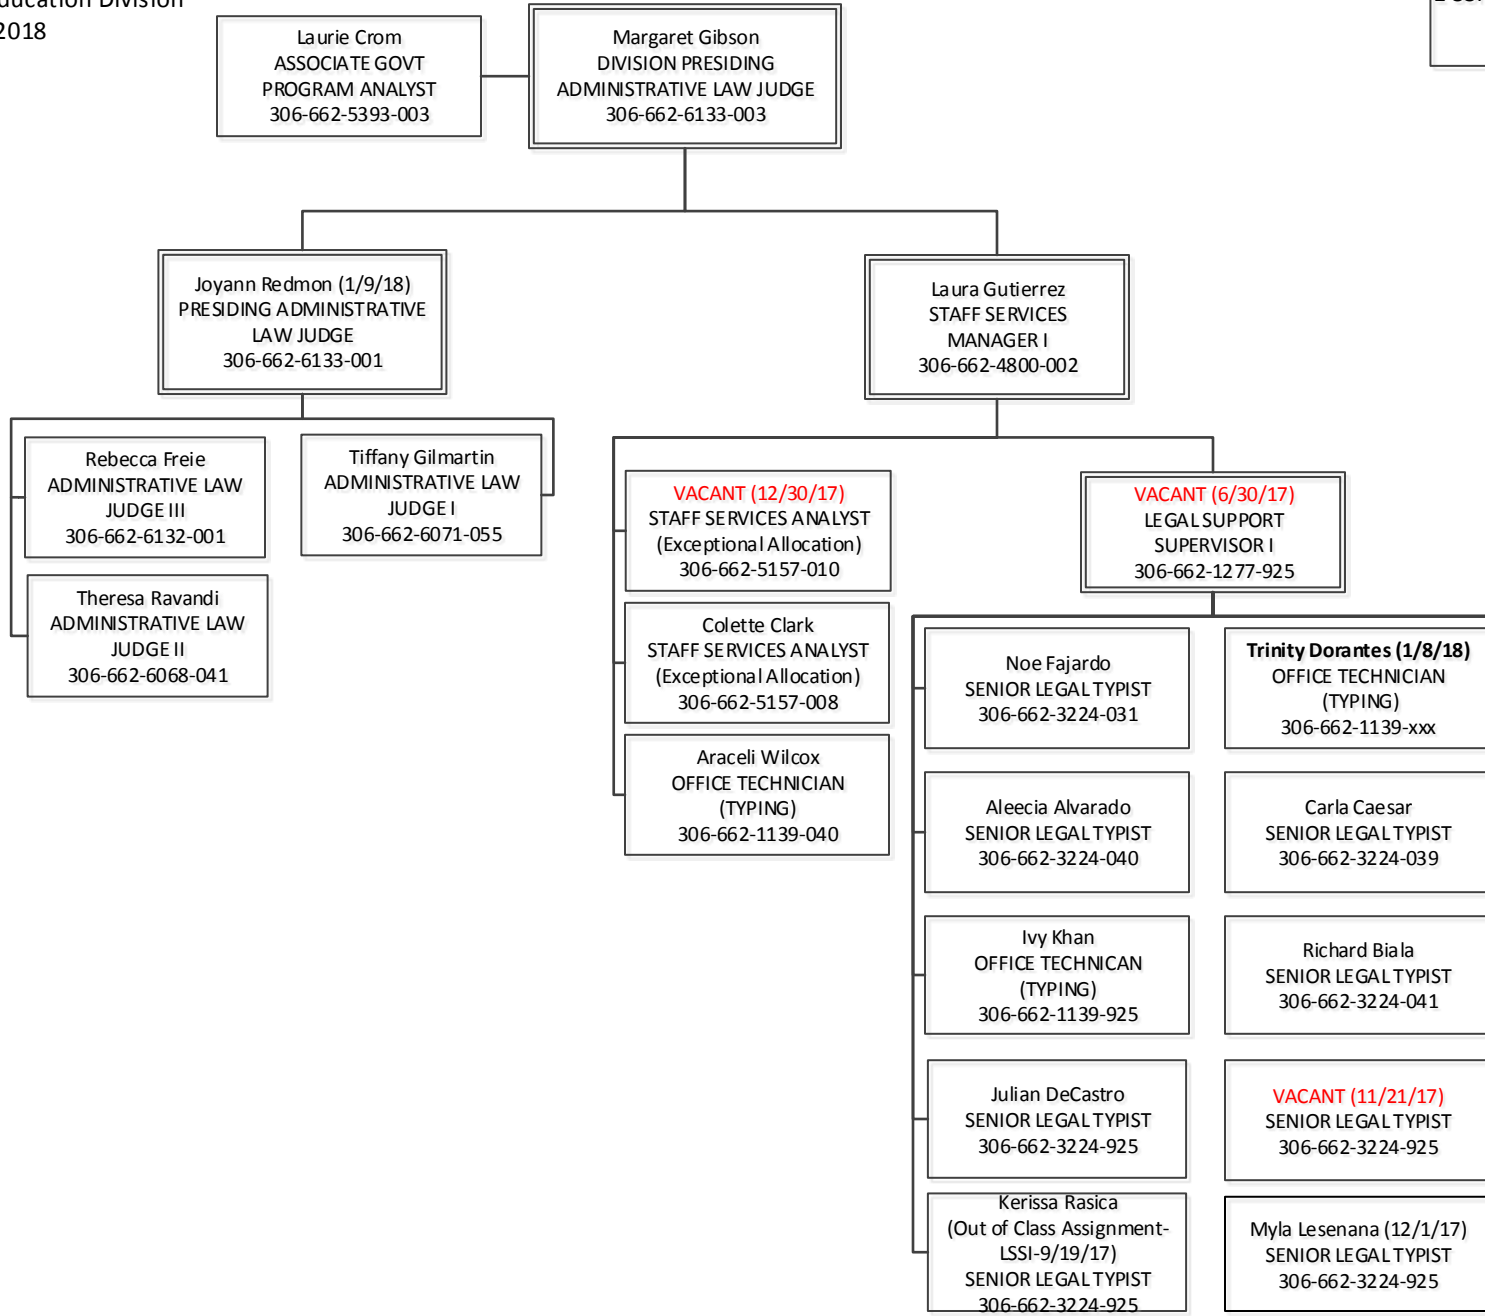 ducation Division
2018
Laurie Crom
ASSOCIATE GOVT
PROGRAM ANALYST
306-662-5393-003
Margaret Gibson
DIVISION PRESIDING
ADMINISTRATIVE LAW JUDGE
306-662-6133-003
Joyann Redmon (1/9/18)
PRESIDING ADMINISTRATIVE
LAW JUDGE
306-662-6133-001
Laura Gutierrez
STAFF SERVICES
MANAGER I
306-662-4800-002
Rebecca Freie
ADMINISTRATIVE LAW
JUDGE III
306-662-6132-001
Tiffany Gilmartin
ADMINISTRATIVE LAW
JUDGE I
306-662-6071-055
Theresa Ravandi
ADMINISTRATIVE LAW
JUDGE II
306-662-6068-041
VACANT (12/30/17)
STAFF SERVICES ANALYST
(Exceptional Allocation)
306-662-5157-010
Colette Clark
STAFF SERVICES ANALYST
(Exceptional Allocation)
306-662-5157-008
Araceli Wilcox
OFFICE TECHNICIAN
(TYPING)
306-662-1139-040
VACANT (6/30/17)
LEGAL SUPPORT
SUPERVISOR I
306-662-1277-925
Noe Fajardo
SENIOR LEGAL TYPIST
306-662-3224-031
Trinity Dorantes (1/8/18)
OFFICE TECHNICIAN
(TYPING)
306-662-1139-xxx
Aleecia Alvarado
SENIOR LEGAL TYPIST
306-662-3224-040
Carla Caesar
SENIOR LEGAL TYPIST
306-662-3224-039
Ivy Khan
OFFICE TECHNICAN
(TYPING)
306-662-1139-925
Richard Biala
SENIOR LEGAL TYPIST
306-662-3224-041
Julian DeCastro
SENIOR LEGAL TYPIST
306-662-3224-925
VACANT (11/21/17)
SENIOR LEGAL TYPIST
306-662-3224-925
Kerissa Rasica
(Out of Class Assignment-
LSSI-9/19/17)
SENIOR LEGAL TYPIST
306-662-3224-925
Myla Lesenana (12/1/17)
SENIOR LEGAL TYPIST
306-662-3224-925